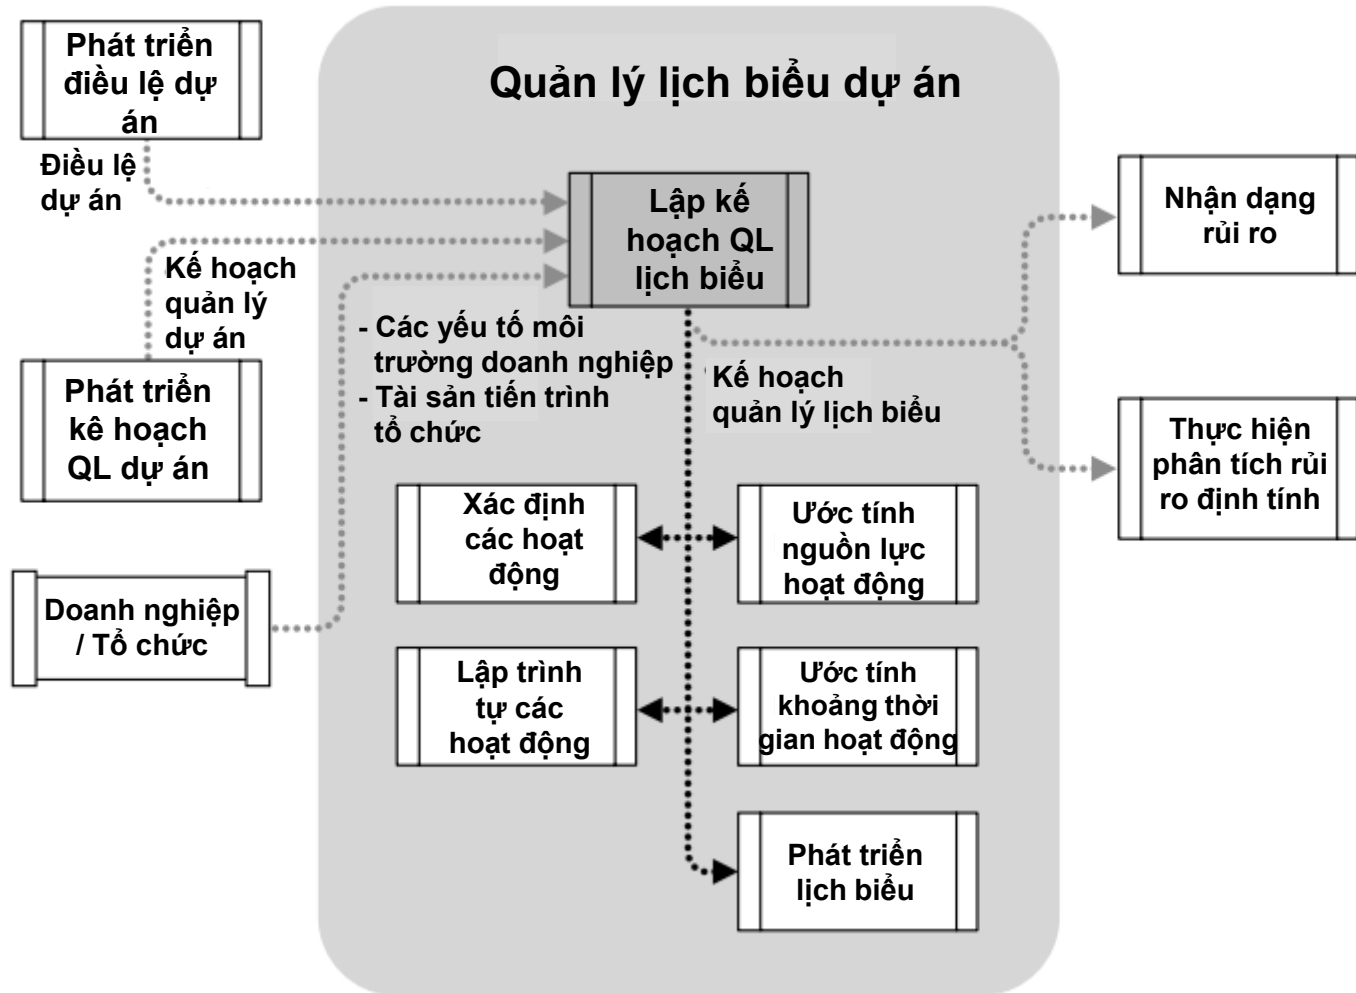 Quản lý lịch biểu dự án
Phát triển
điều lệ dự
án
Điều lệ
dự án
Lập kế
hoạch QL
lịch biểu
Nhận dạng
rủi ro
Kế hoạch
quản lý
dự án
- Các yếu tố môi
trường doanh nghiệp
- Tài sản tiến trình
tổ chức
Kế hoạch
quản lý lịch biểu
Phát triển
kê hoạch
QL dự án
Thực hiện
phân tích rủi
ro định tính
Xác định
các hoạt
động
Ước tính
nguồn lực
hoạt động
Doanh nghiệp
/ Tổ chức
Lập trình
tự các
hoạt động
Ước tính
khoảng thời
gian hoạt động
Phát triển
lịch biểu